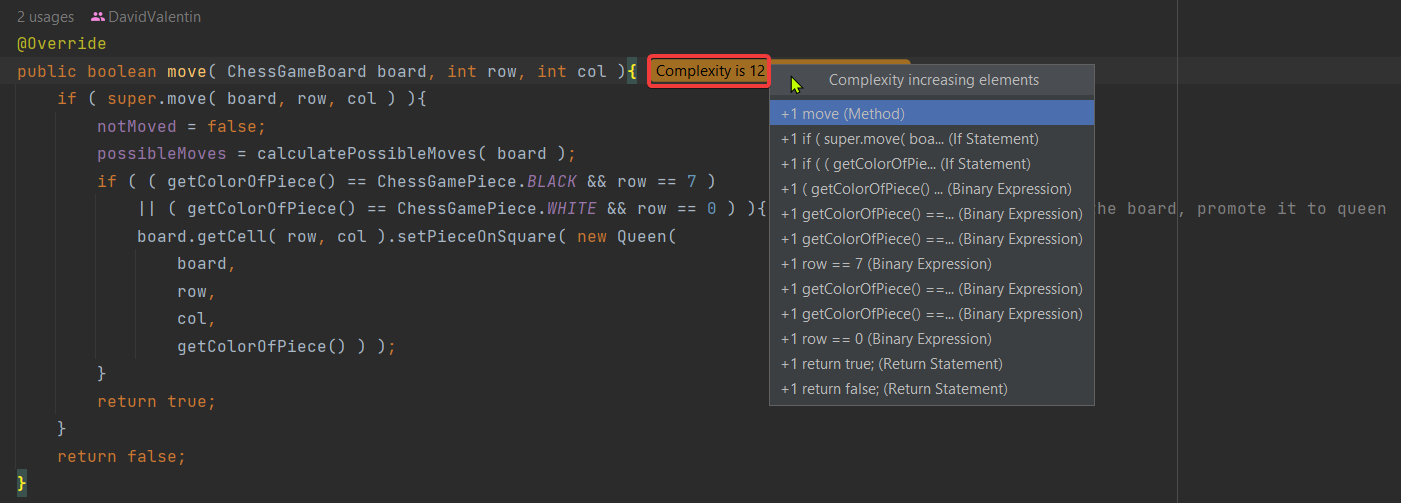 2 usages DavidValentin
@Override
public boolean move( ChessGameBoard board, int row, int col ){ Complexity is 12
if ( super.move( board, row, col ) ){
notMoved = false;
possibleMoves = calculatePossibleMoves( board );
if ( ( getColorOfPiece() == ChessGamePiece.BLACK && row == 7 )
|| ( getColorOfPiece() == ChessGamePiece.WHITE && row == 0 ) ){ the board, promote it to queen
board.getCell( row, col ).setPieceOnSquare( new Queen(
board,
row,
col,
getColorOfPiece() ) );
}
return true;
}
return false;
}
Complexity increasing elements
+1 move (Method)
+1 if ( super.move( boa... (If Statement)
+1 if ( ( getColorOfPie... (If Statement)
+1 ( getColorOfPiece() ... (Binary Expression)
+1 getColorOfPiece() ==... (Binary Expression)
+1 getColorOfPiece() ==... (Binary Expression)
+1 row == 7 (Binary Expression)
+1 getColorOfPiece() ==... (Binary Expression)
+1 getColorOfPiece() ==... (Binary Expression)
+1 row == 0 (Binary Expression)
+1 return true; (Return Statement)
+1 return false; (Return Statement)